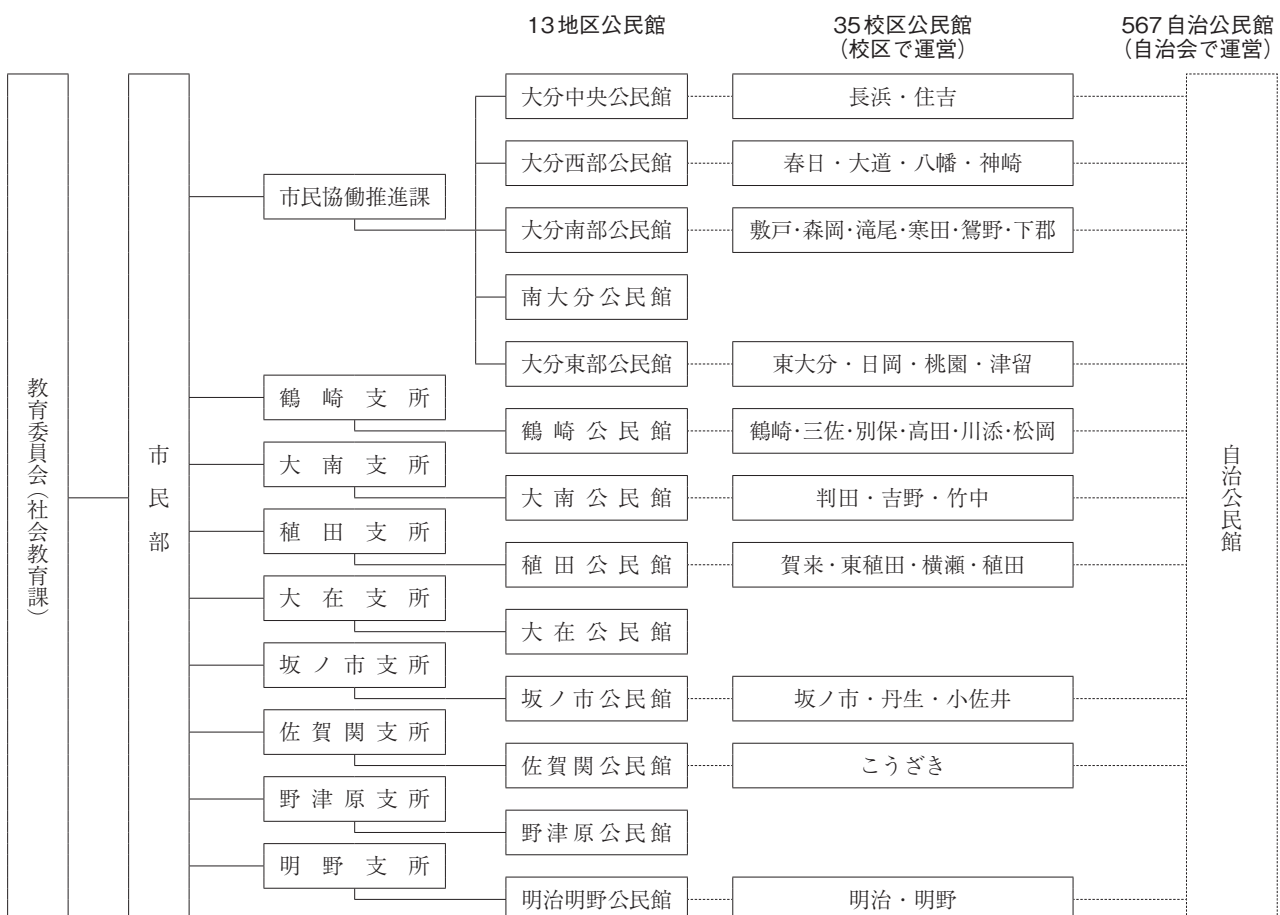 13地区公民館
35校区公民館
(校区で運営)
567自治公民館
(自治会で運営)
教育委員会(社会教育課)
市民部
市民協働推進課
大分中央公民館
長浜・住吉
大分西部公民館
春日・大道・八幡・神崎
大分南部公民館
敷戸・森岡・滝尾・寒田・鴛野・下郡
南大分公民館
大分東部公民館
東大分・日岡・桃園・津留
鶴崎支所
鶴崎公民館
鶴崎・三佐・別保・高田・川添・松岡
大南支所
大南公民館
判田・吉野・竹中
稙田支所
稙田公民館
賀来・東稙田・横瀬・稙田
大在支所
大在公民館
坂ノ市支所
坂ノ市公民館
坂ノ市・丹生・小佐井
佐賀関支所
佐賀関公民館
こうざき
野津原支所
野津原公民館
明野支所
明治明野公民館
明治・明野
自治公民館